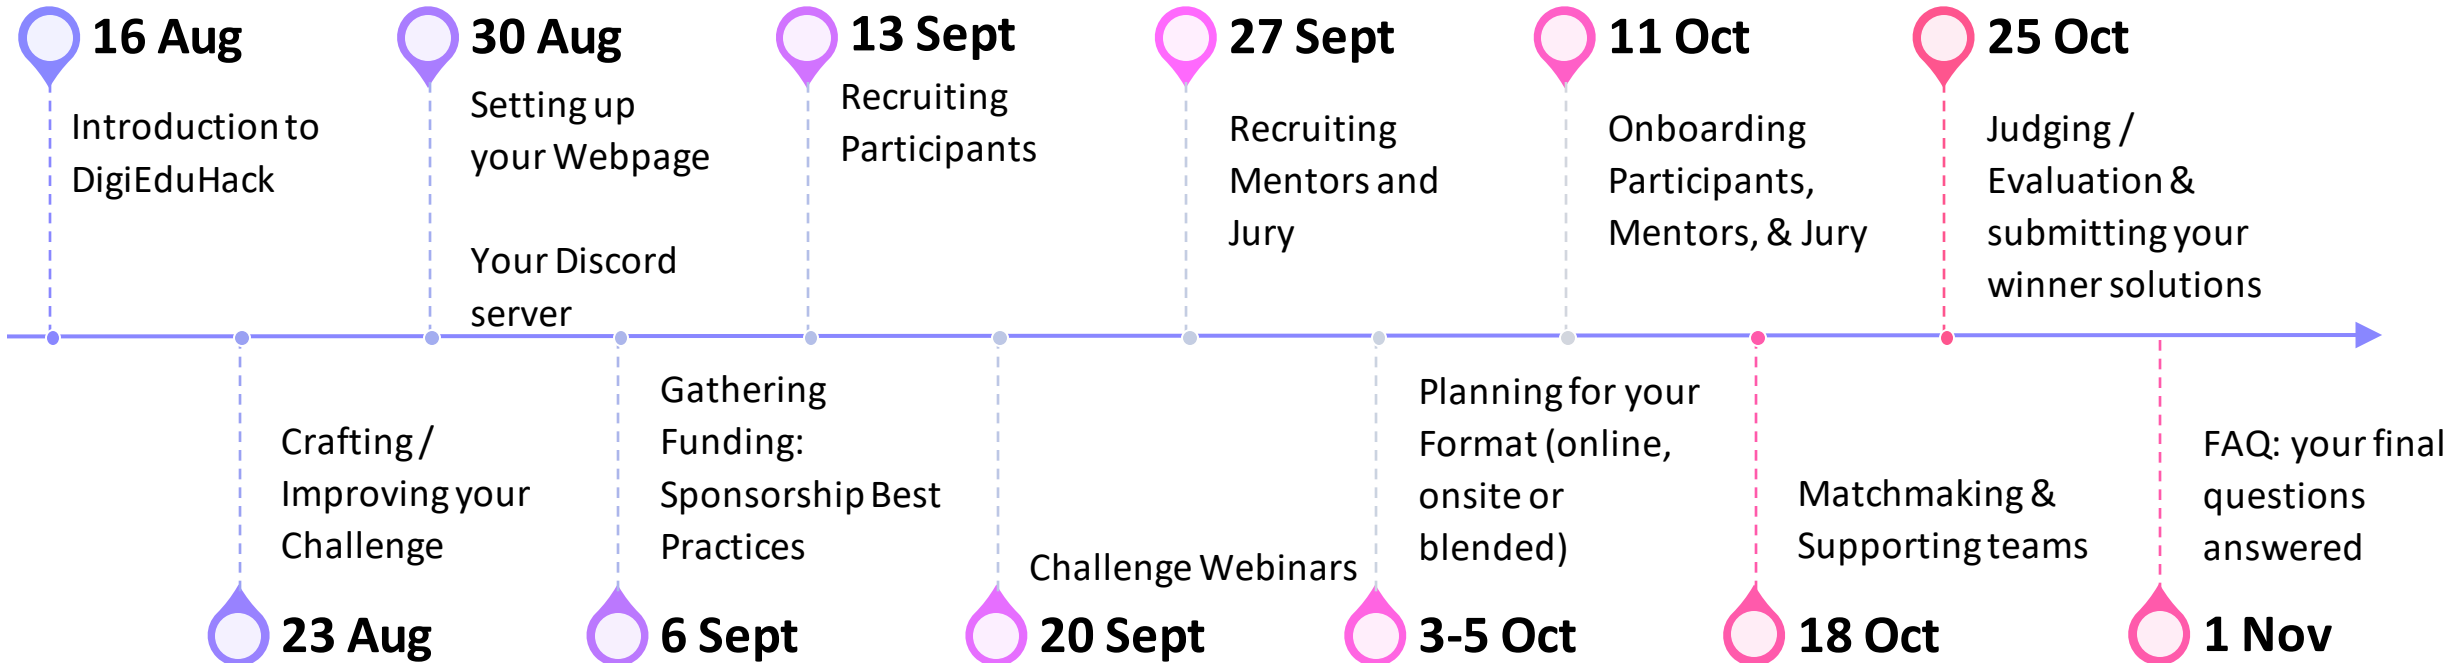 16 Aug
Introduction to
DigiEduHack
30 Aug
Setting up
your Webpage
Your Discord
server
13 Sept
Recruiting
Participants
27 Sept
Recruiting
Mentors and
Jury
11 Oct
Onboarding
Participants,
Mentors, & Jury
25 Oct
Judging /
Evaluation &
submitting your
winner solutions
Crafting /
Improving your
Challenge
23 Aug
Gathering
Funding:
Sponsorship Best
Practices
6 Sept
Challenge Webinars
20 Sept
Planning for your
Format (online,
onsite or
blended)
3-5 Oct
Matchmaking &
Supporting teams
18 Oct
FAQ: your final
questions
answered
1 Nov